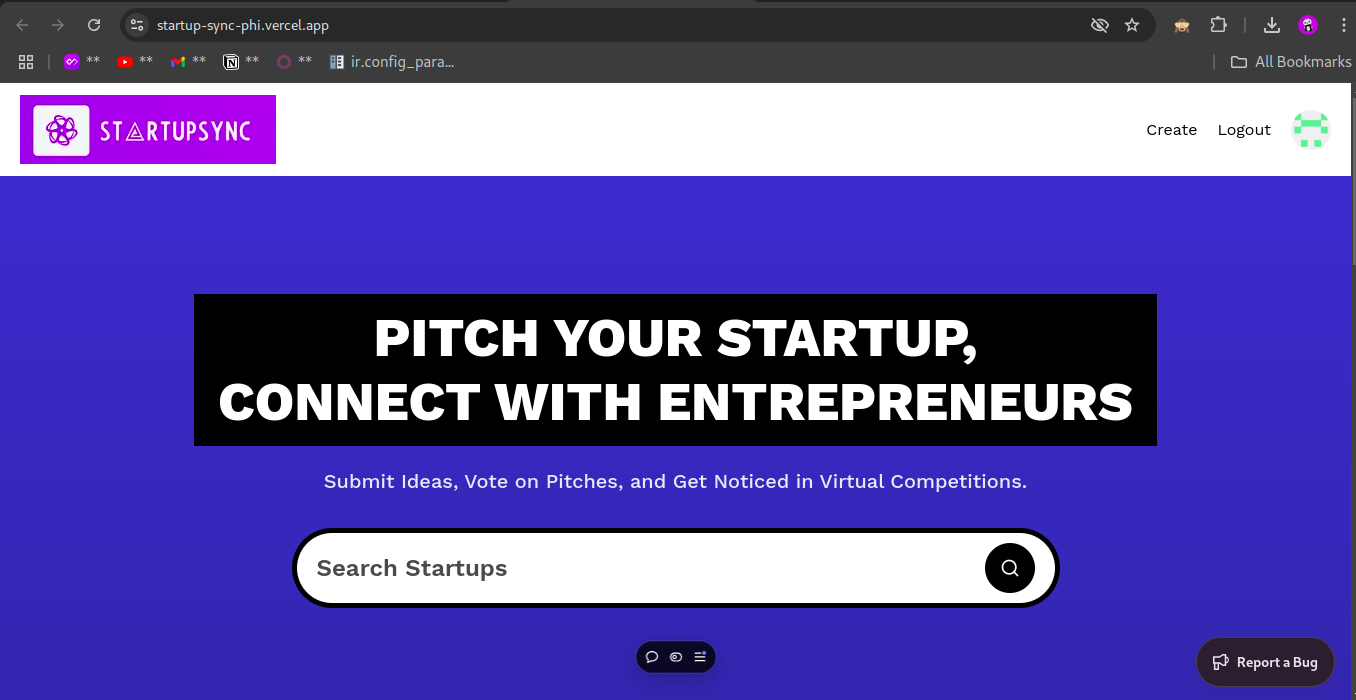 startup-sync-phi.vercel.app
** ** ** ** ** ir.config_para... All Bookmarks
STARTUPSYNC
Create Logout
PITCH YOUR STARTUP,
CONNECT WITH ENTREPRENEURS
Submit Ideas, Vote on Pitches, and Get Noticed in Virtual Competitions.
Search Startups
Report a Bug